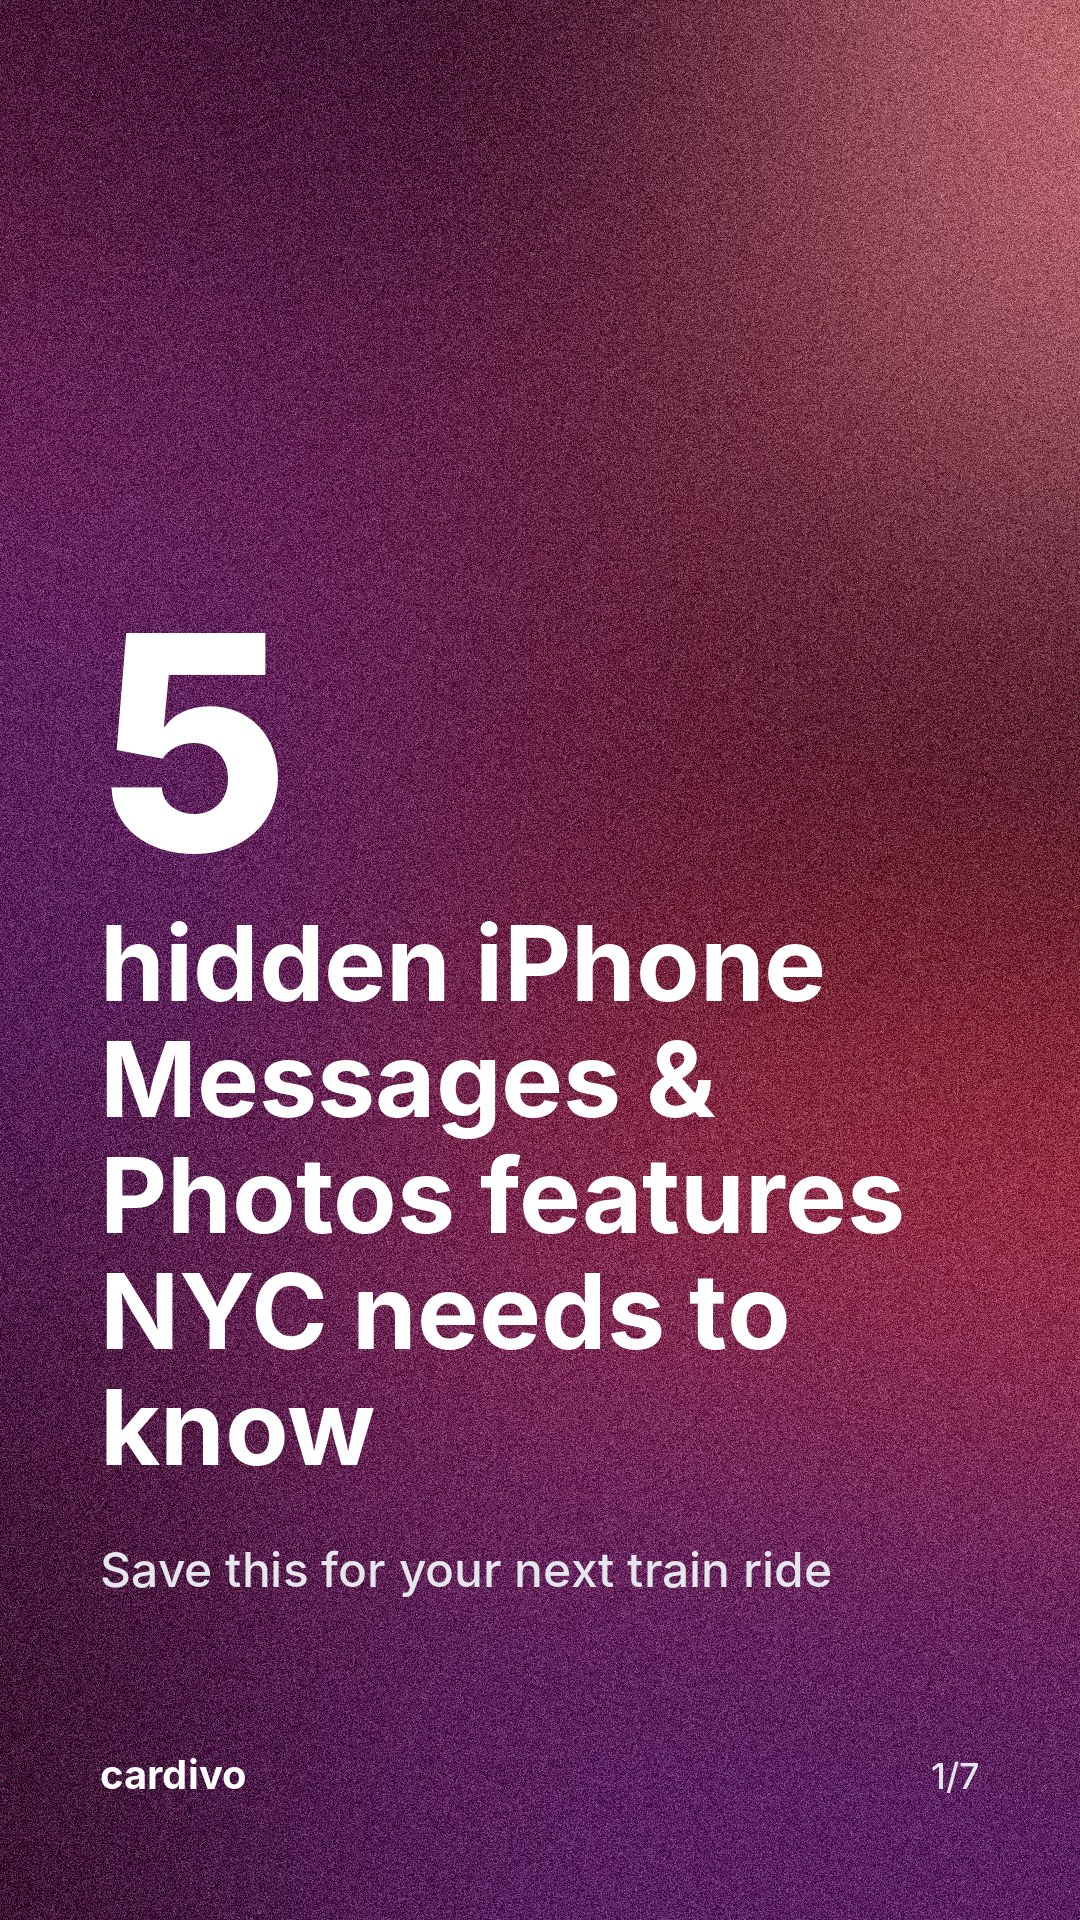 5
hidden iPhone
Messages &
Photos features
NYC needs to
know
Save this for your next train ride
cardivo
1/7